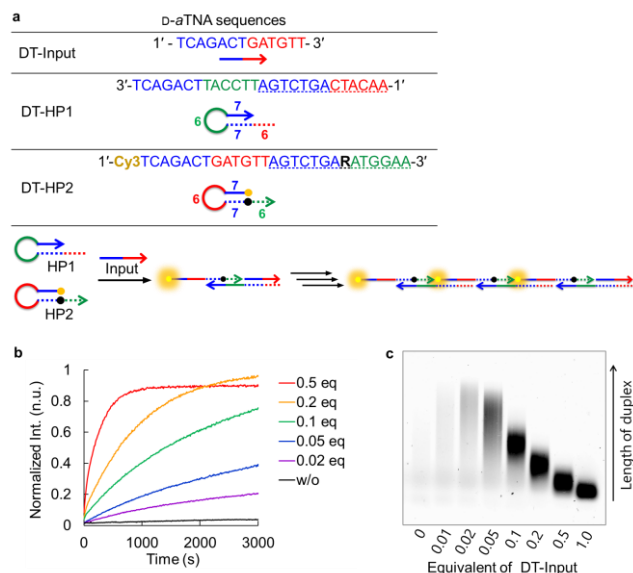 a
D-aTNA sequences
DT-Input
1′ - TCAGACTGATGTT- 3′
DT-HP1
3′-TCAGACTTACCTTAGTCTGACTACAA-1′
6 7
7 6
DT-HP2
1′-Cy3TCAGACTGATGTTAGTCTGARATGGAA-3′
6 7
7 6
HP1
Input
HP2
b
Normalized Int. (n.u.)
1
0.8
0.6
0.4
0.2
0
0 1000 2000 3000
Time (s)
0.5 eq
0.2 eq
0.1 eq
0.05 eq
0.02 eq
w/o
c
Length of duplex
0 0.01 0.02 0.05 0.1 0.2 0.5 1.0
Equivalent of DT-Input